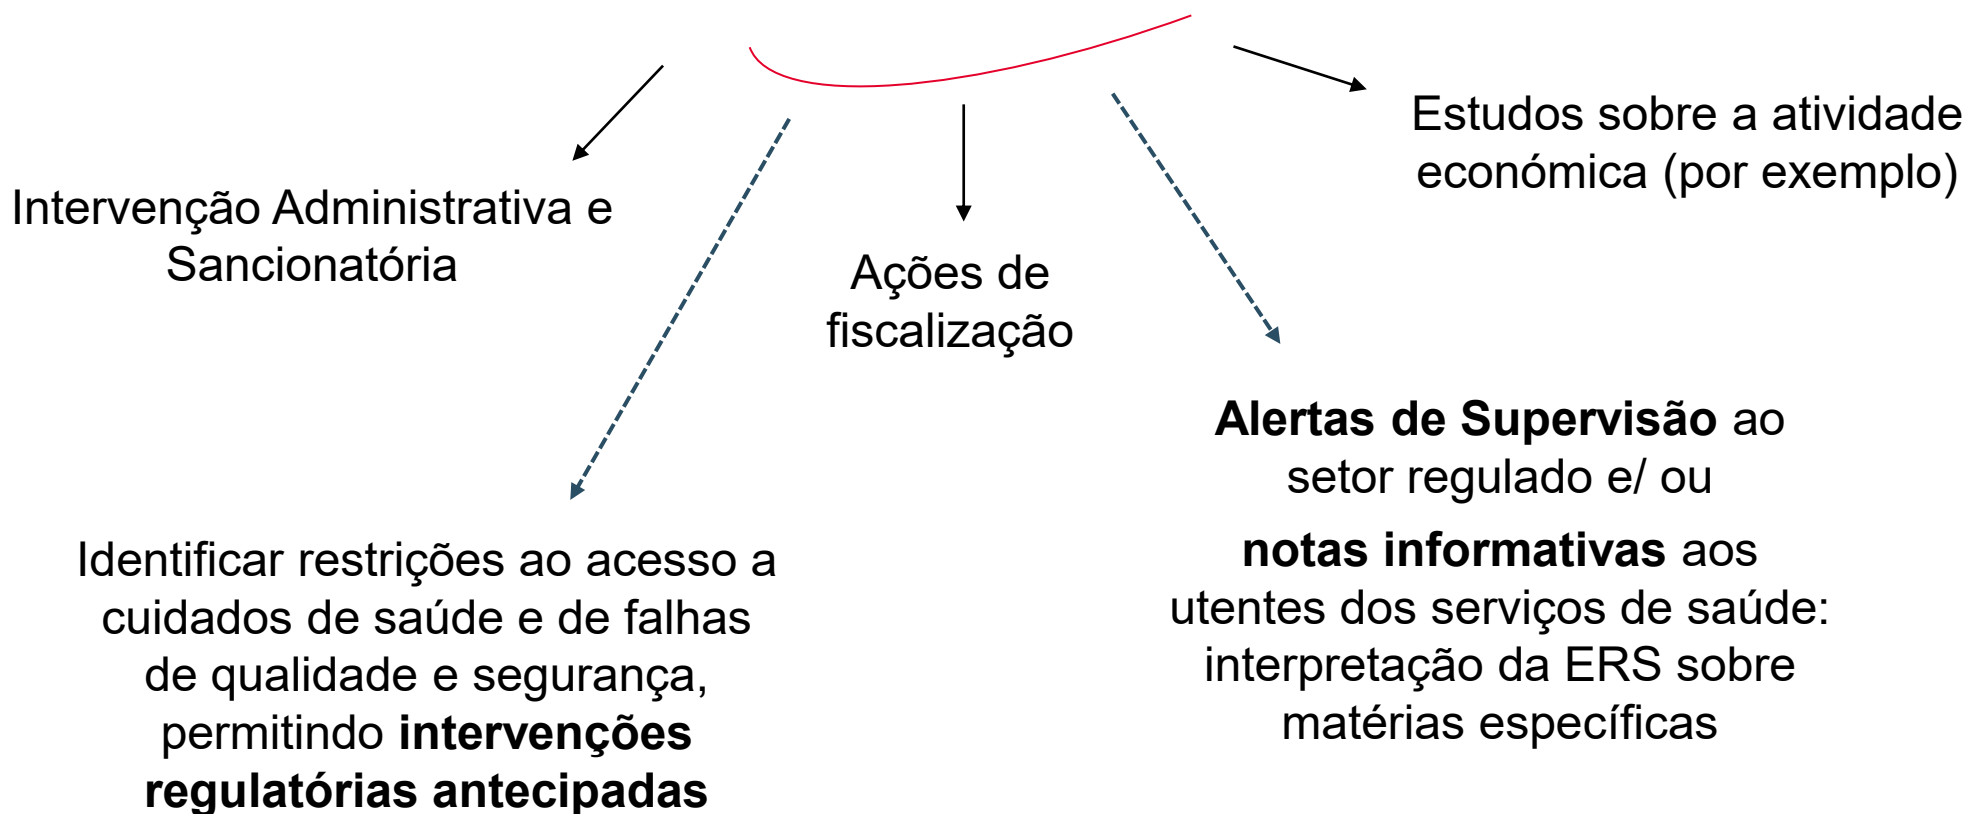 Estudos sobre a atividade
económica (por exemplo)
Intervenção Administrativa e
Sancionatória
Ações de
fiscalização
Alertas de Supervisão ao
setor regulado e/ ou
notas informativas aos
utentes dos serviços de saúde:
interpretação da ERS sobre
matérias específicas
Identificar restrições ao acesso a
cuidados de saúde e de falhas
de qualidade e segurança,
permitindo intervenções
regulatórias antecipadas